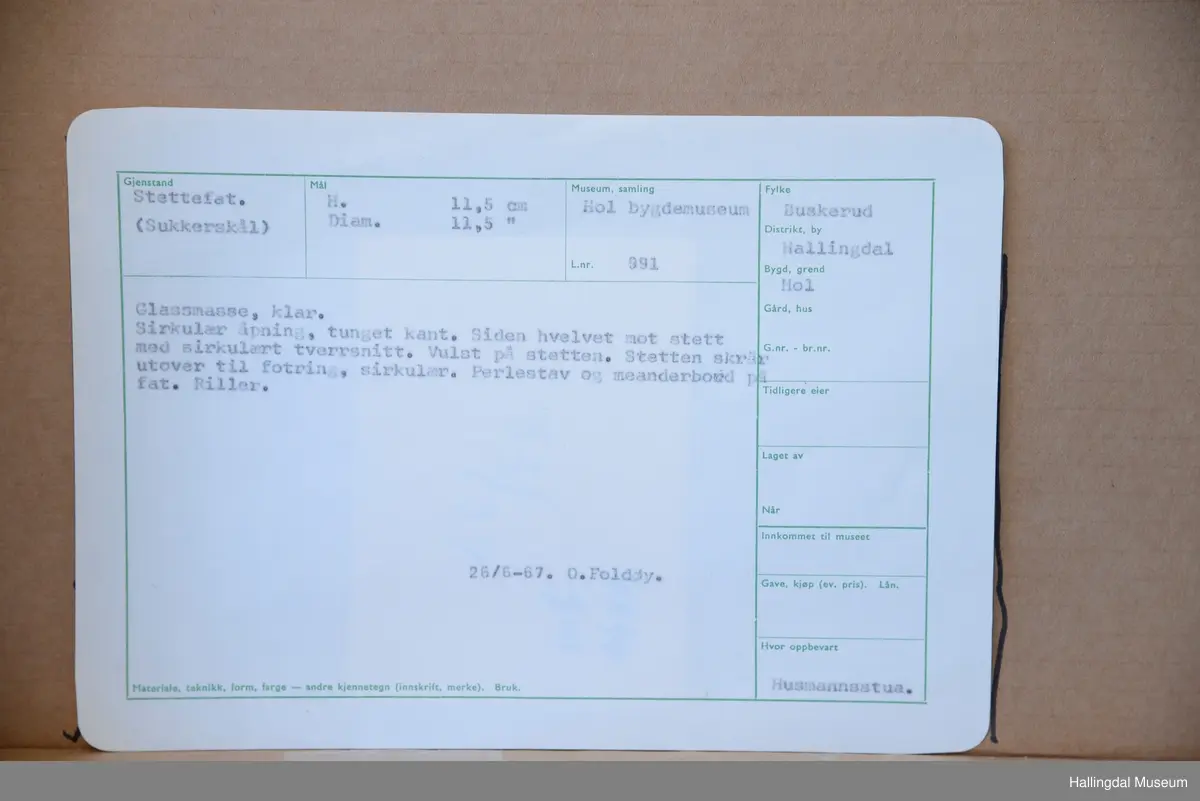 Gjenstand
Stettefat.
(Sukkerskål)
Mål
H. 11,5 cm
Diam. 11,5 "
Museum, samling
Hol bygdemuseum
L.nr. 991
Fylke
Buskerud
Distrikt, by
Hallingdal
Bygd, grend
Hol
Gård, hus
G.nr. - br.nr.
Tidligere eier
Laget av
Når
Innkommet til museet
Gave, kjøp (ev. pris). Lån.
Hvor oppbevart
Husmannsstua.
Glassmasse, klar.
Sirkulær åpning, tunget kant. Siden hvelvet mot stett
med sirkulært tverrsnitt. Vulst på stetten. Stetten skrår
utover til fotring, sirkulær. Perlestav og meanderbord på
fat. Riller.
26/6-67. O.Foldøy.
Materiale, teknikk, form, farge — andre kjennetegn (innskrift, merke). Bruk.
Hallingdal Museum